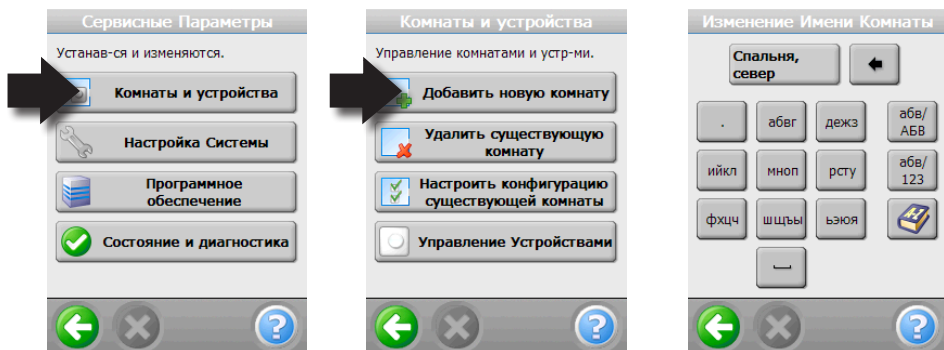 Сервисные Параметры
Устанав-ся и изменяются.
Комнаты и устройства
Настройка Системы
Программное
обеспечение
Состояние и диагностика
Комнаты и устройства
Управление комнатами и устр-ми.
Добавить новую комнату
Удалить существующую
комнату
Настроить конфигурацию
существующей комнаты
Управление Устройствами
Изменение Имени Комнаты
Спальня,
север
.
абвг
дежз
абв/
АБВ
ийкл
мноп
рсту
абв/
123
фхцч
шщъы
ьэюя